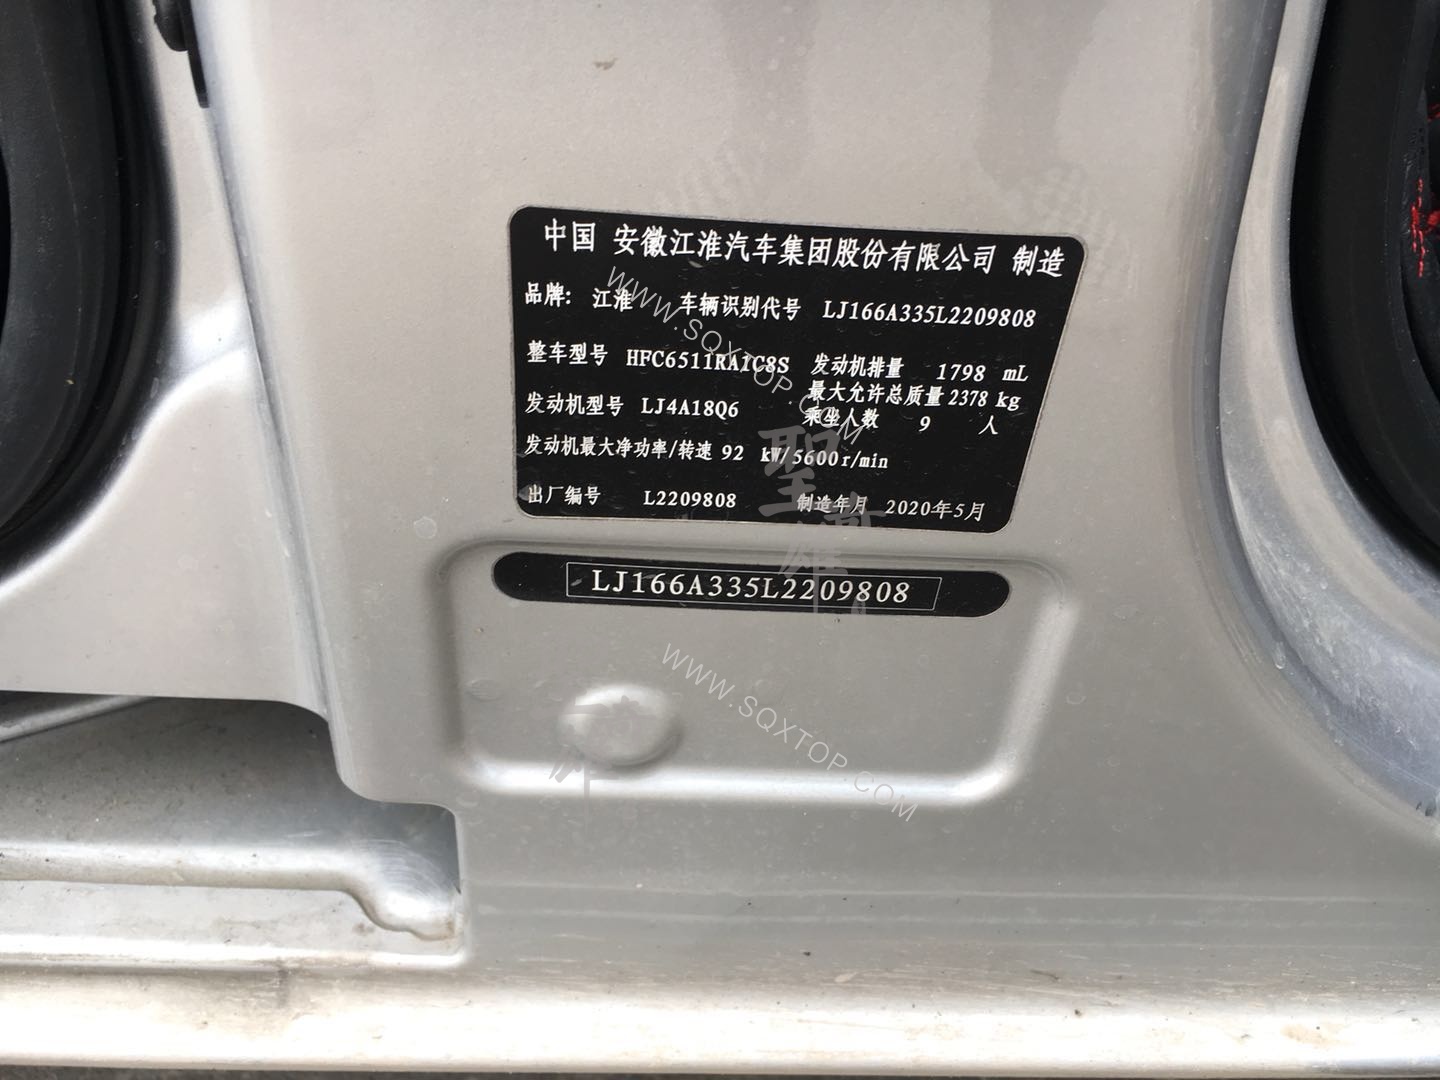 中国 安徽江淮汽车集团股份有限公司 制造
品牌: 江淮 车辆识别代号 LJ166A335L2209808
整车型号 HFC6511RA1C8S 发动机排量 1798 mL
最大允许总质量 2378 kg
发动机型号 LJ4A18Q6 乘坐人数 9 人
发动机最大净功率/转速 92 kW/5600r/min
出厂编号 L2209808 制造年月 2020年5月
LJ166A335L2209808
WWW.SQXTOP.COM
WWW.SQXTOP.COM